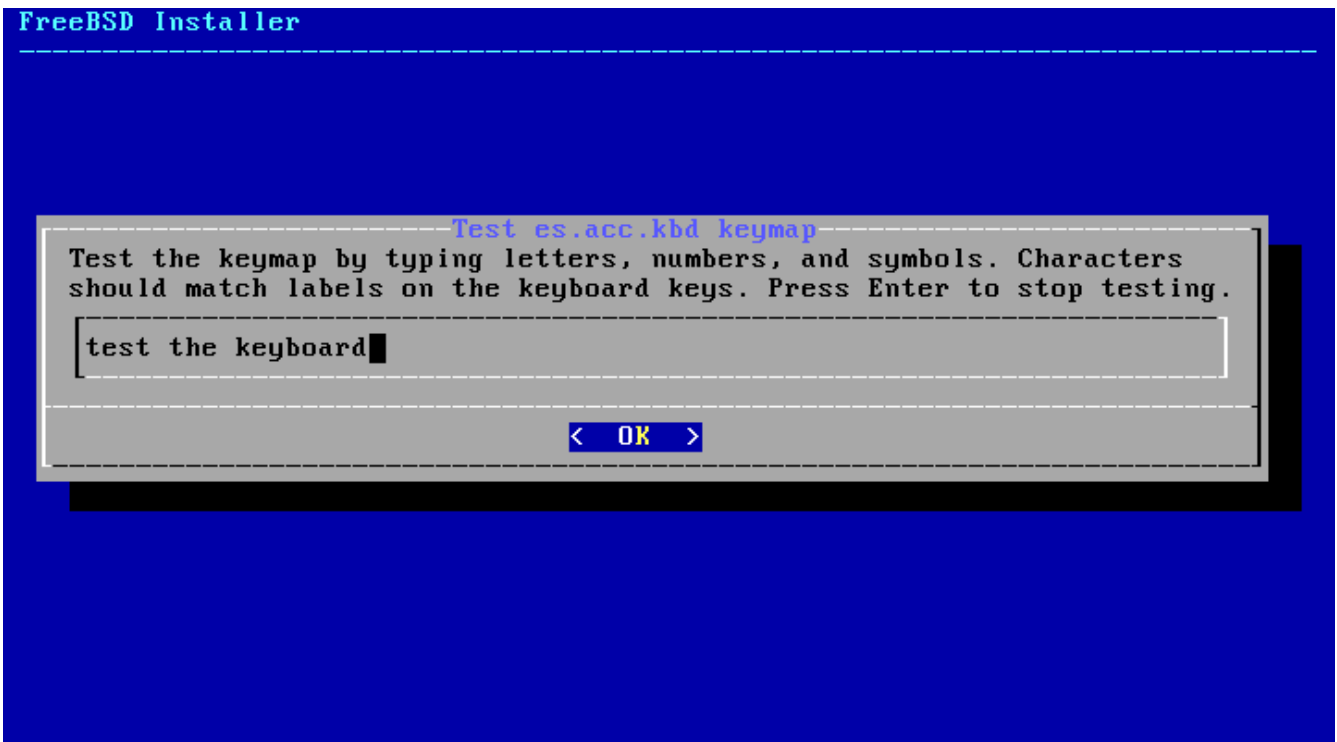 FreeBSD Installer
Test es.acc.kbd keymap
Test the keymap by typing letters, numbers, and symbols. Characters
should match labels on the keyboard keys. Press Enter to stop testing.
test the keyboard
< OK >